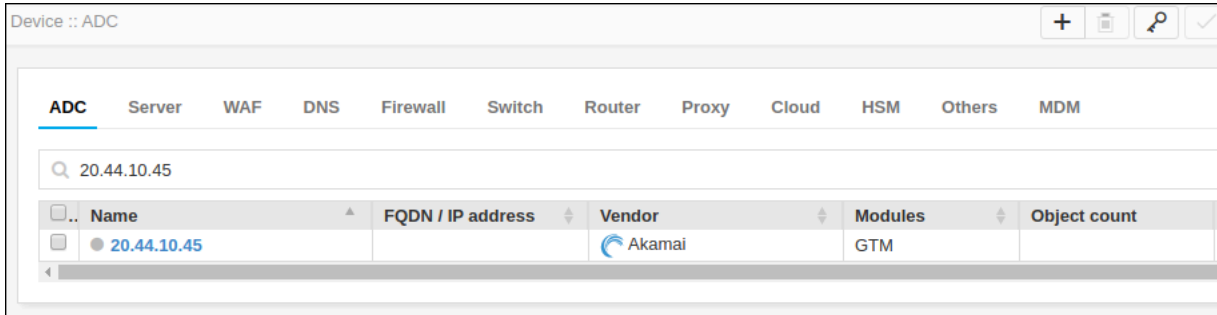 Device :: ADC
ADC Server WAF DNS Firewall Switch Router Proxy Cloud HSM Others MDM
20.44.10.45
.. Name FQDN / IP address Vendor Modules Object count
20.44.10.45 Akamai GTM